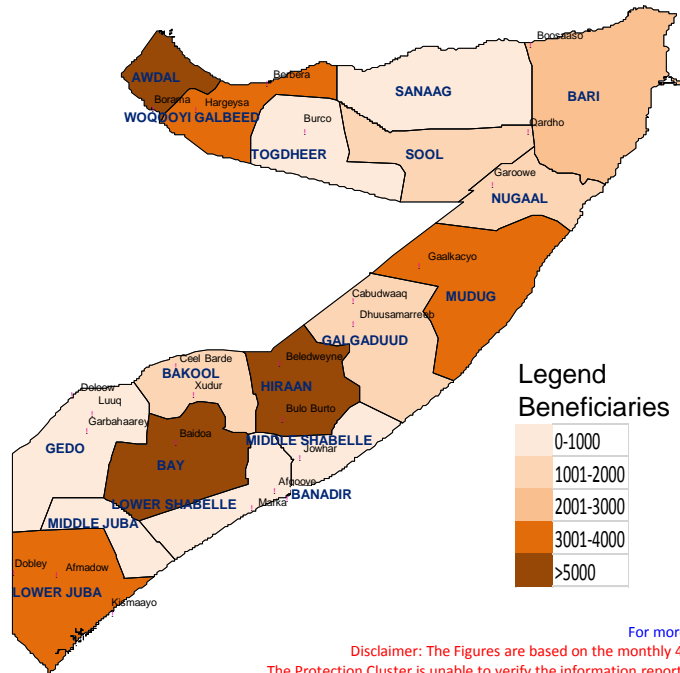 Boosaaso
AWDAL
Berbera
SANAAG
BARI
Borama
Hargeysa
WOQOOYI GALBEED
Burco
Qardho
TOGDHEER
SOOL
Garoowe
NUGAAL
Gaalkacyo
Cabudwaaq
MUDUG
Dhuusamarreeb
GALGADUUD
Ceel Barde
Beledweyne
BAKOOL
HIRAAN
Doloow
Xudur
Luuq
Garbahaarey
Bulo Burto
Baidoa
MIDDLE SHABELLE
GEDO
Jowhar
BAY
Afgooye
BANADIR
LOWER SHABELLE
Marka
MIDDLE JUBA
Dobley
Afmadow
LOWER JUBA
Kismaayo
Legend
Beneficiaries
0-1000
1001-2000
2001-3000
3001-4000
>5000
For mor
Disclaimer: The Figures are based on the monthly 4
The Protection Cluster is unable to verify the information report